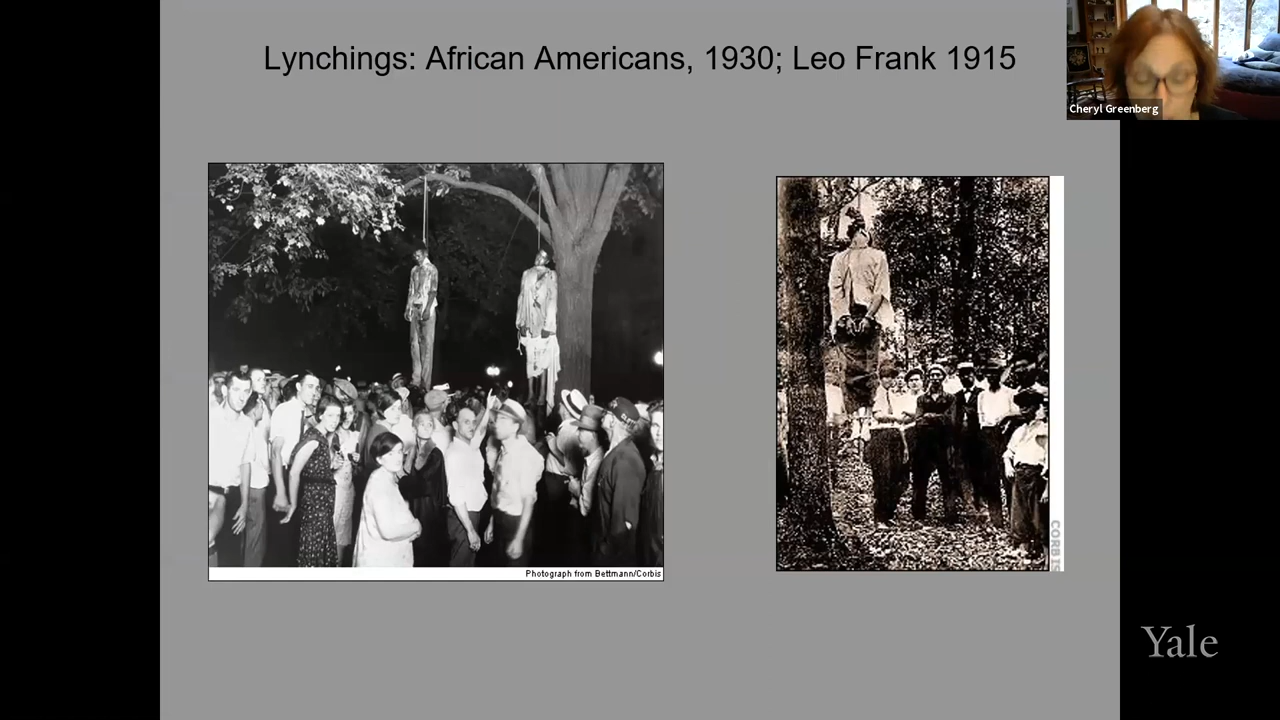 Lynchings: African Americans, 1930; Leo Frank 1915
Cheryl Greenberg
Photograph from Bettmann/Corbis
CORBIS
Yale